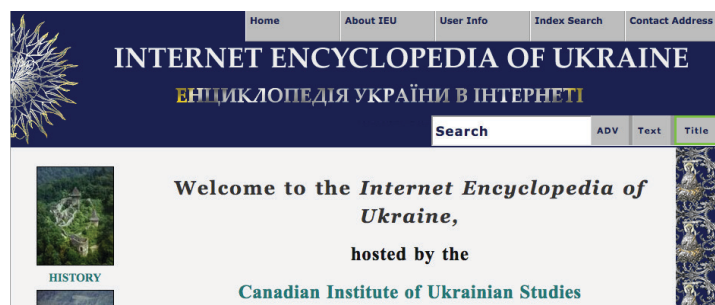 Home About IEU User Info Index Search Contact Address
INTERNET ENCYCLOPEDIA OF UKRAINE
ЕНЦИКЛОПЕДІЯ УКРАЇНИ В ІНТЕРНЕТІ
Search ADV Text Title
Welcome to the Internet Encyclopedia of
Ukraine,
hosted by the
HISTORY
Canadian Institute of Ukrainian Studies